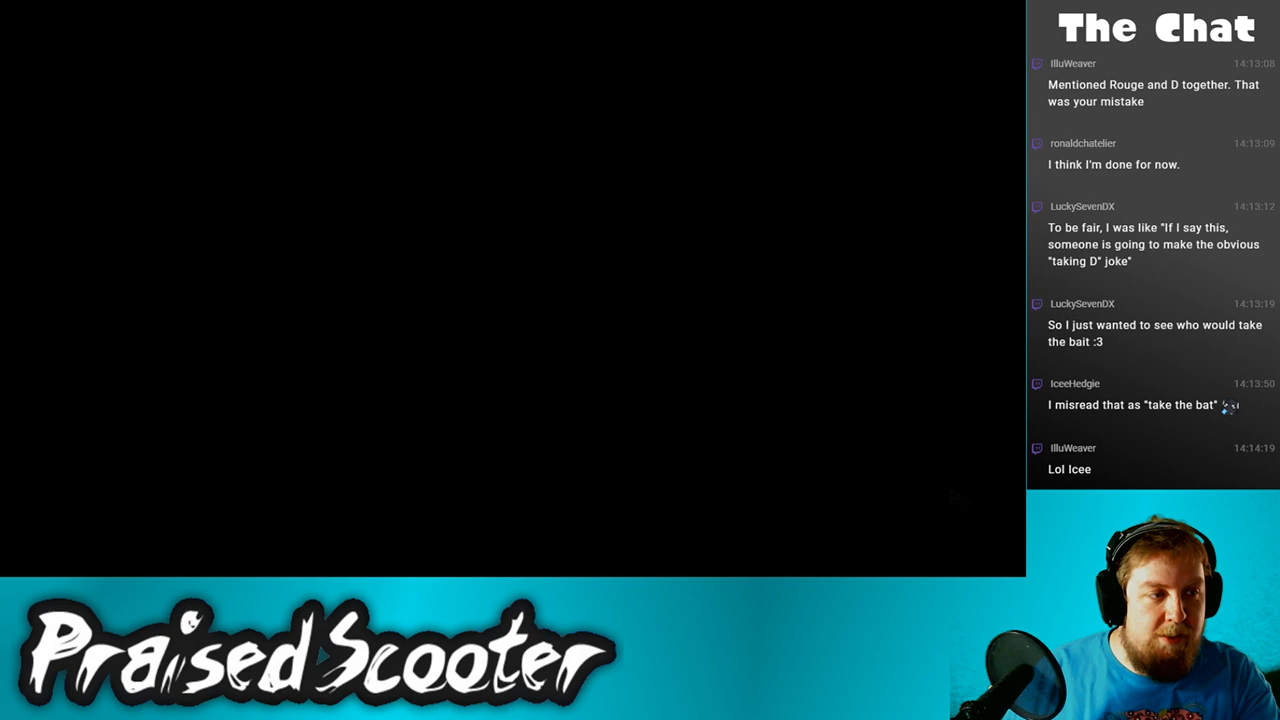 The Chat
IlluWeaver 14:13:08
Mentioned Rouge and D together. That
was your mistake
ronaldchatelier 14:13:09
I think I'm done for now.
LuckySevenDX 14:13:12
To be fair, I was like "If I say this,
someone is going to make the obvious
"taking D" joke"
LuckySevenDX 14:13:19
So I just wanted to see who would take
the bait :3
IceeHedgie 14:13:50
I misread that as "take the bat"
IlluWeaver 14:14:19
Lol Icee
PraisedScooter